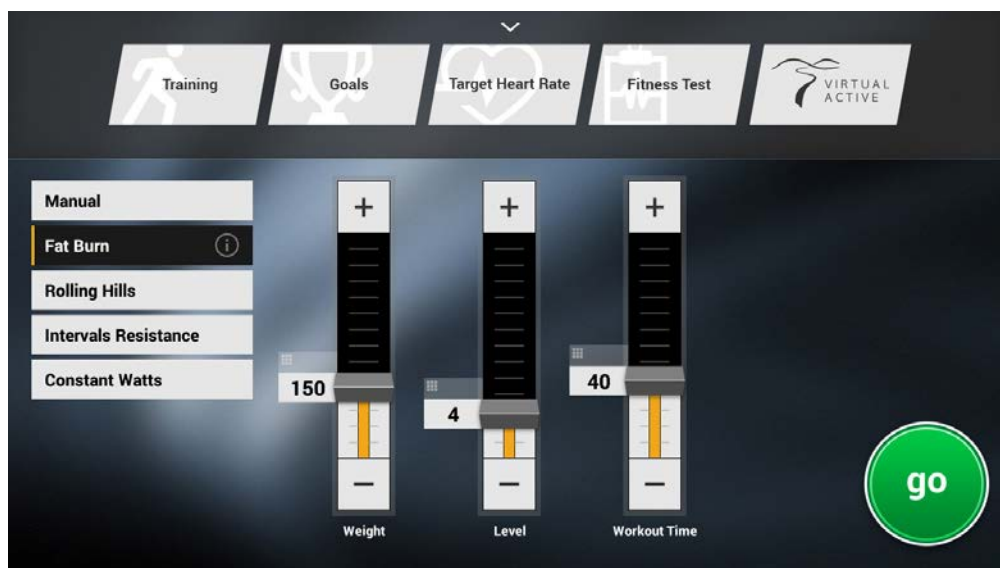 Training
Goals
Target Heart Rate
Fitness Test
VIRTUAL
ACTIVE
Manual
Fat Burn
Rolling Hills
Intervals Resistance
Constant Watts
+
+
+
150
4
40
−
−
−
Weight
Level
Workout Time
go